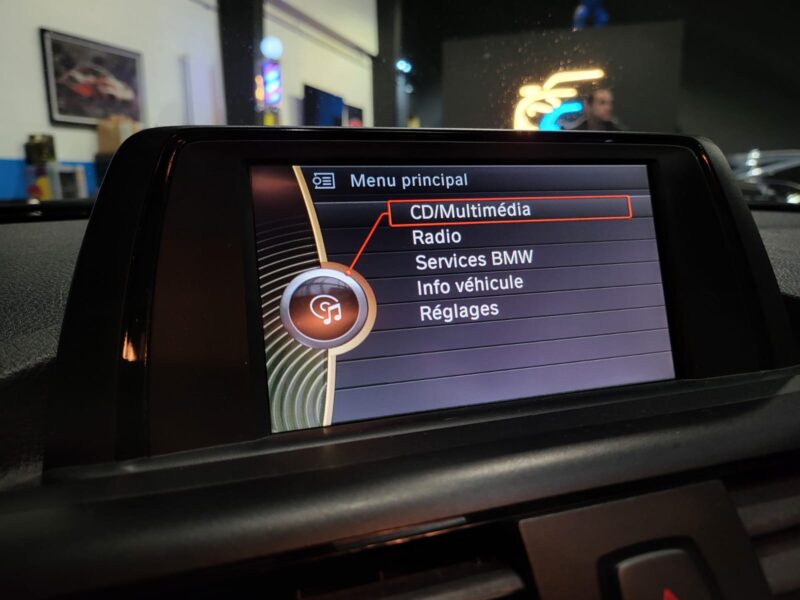 Menu principal
CD/Multimédia
Radio
Services BMW
Info véhicule
Réglages